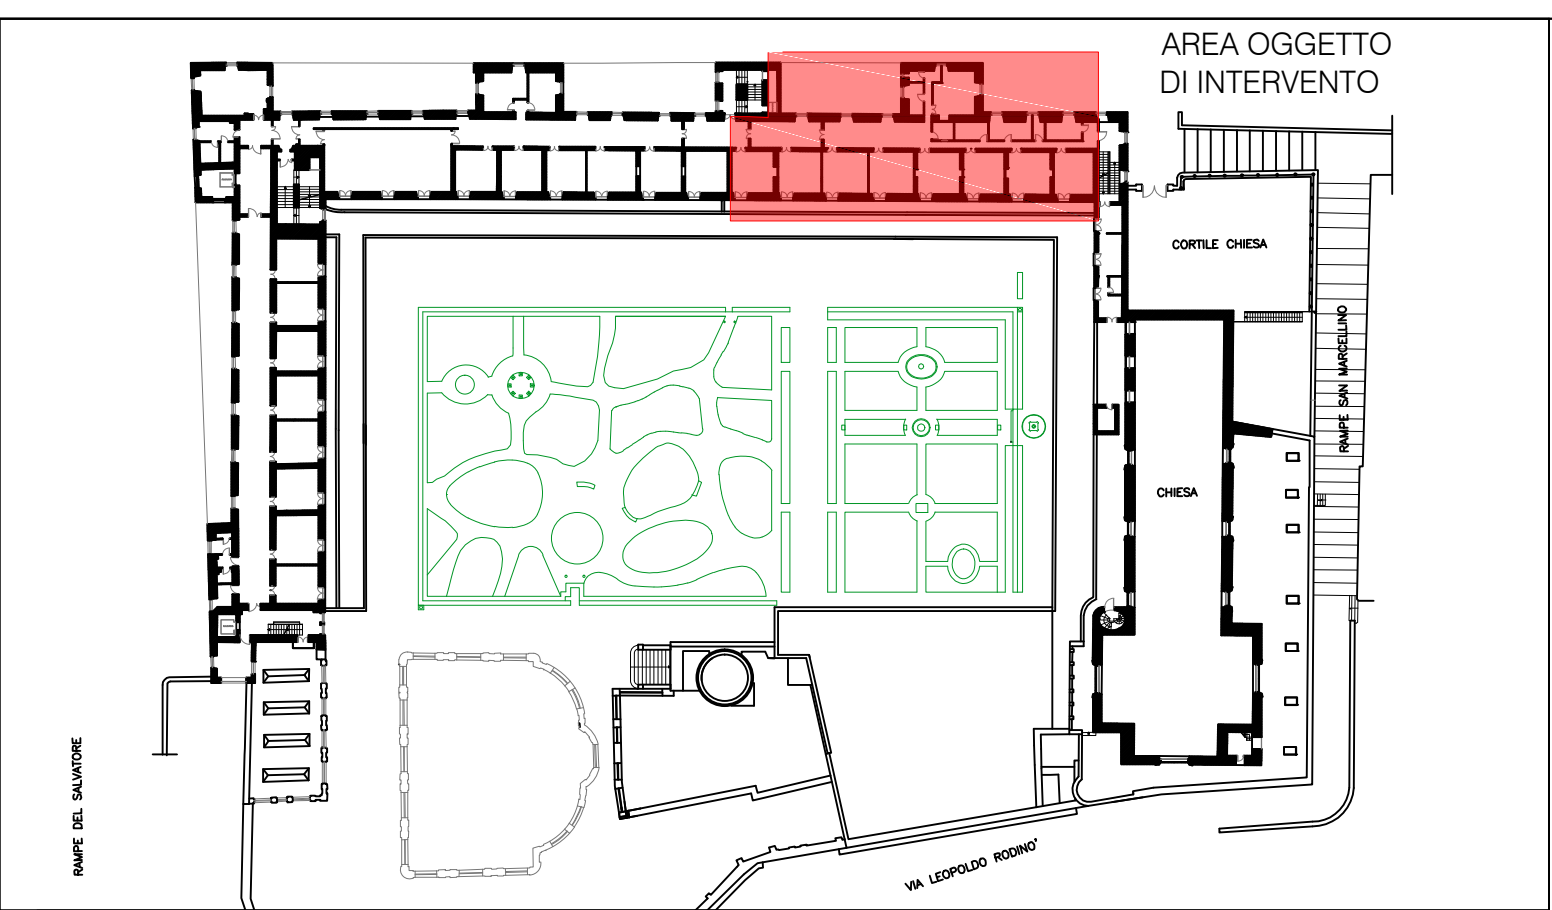 AREA OGGETTO
DI INTERVENTO
CORTILE CHIESA
RAMPE SAN MARCELLINO
CHIESA
RAMPE DEL SALVATORE
VIA LEOPOLDO RODINO'